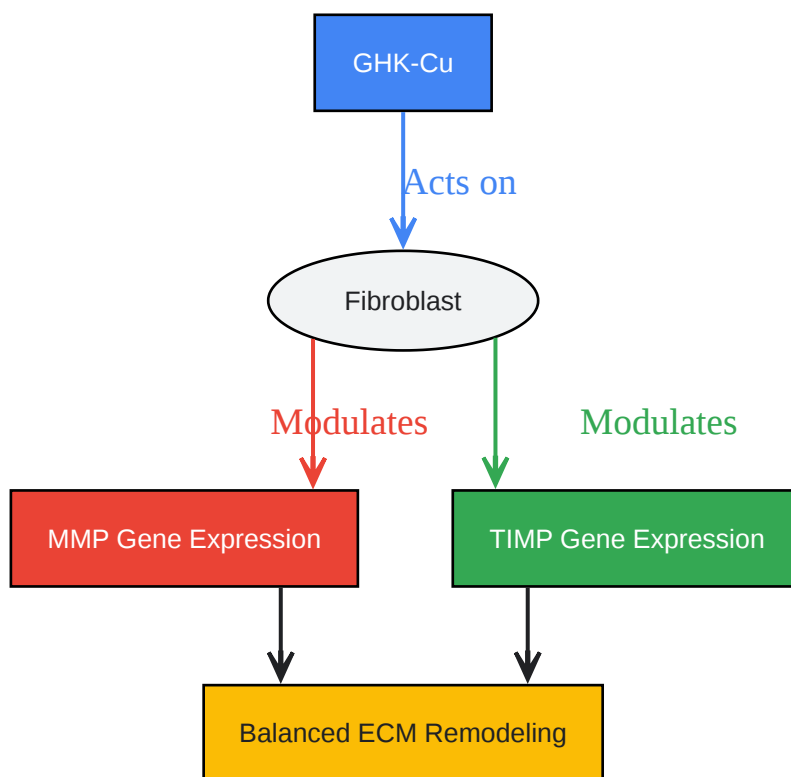 GHK-Cu
Acts on
Fibroblast
Modulates
Modulates
MMP Gene Expression
TIMP Gene Expression
Balanced ECM Remodeling